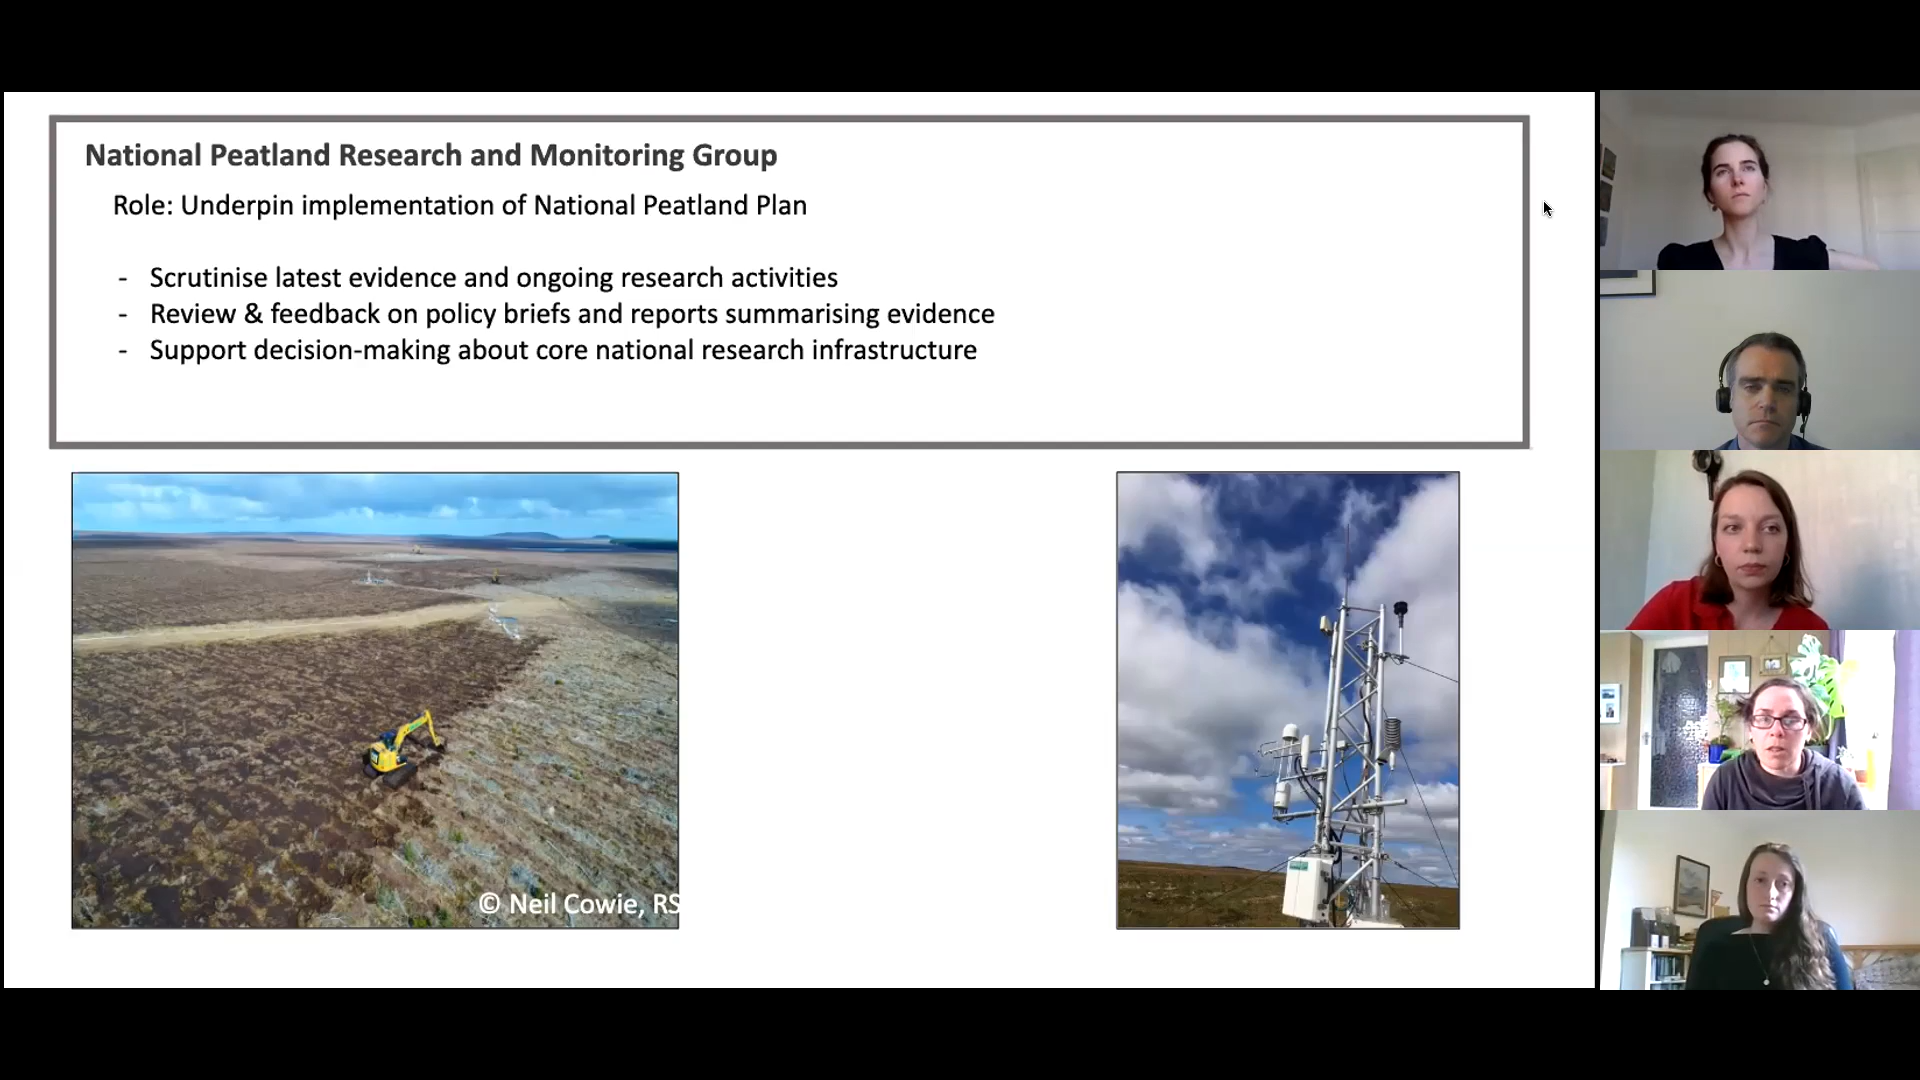 National Peatland Research and Monitoring Group
Role: Underpin implementation of National Peatland Plan
- Scrutinise latest evidence and ongoing research activities
- Review & feedback on policy briefs and reports summarising evidence
- Support decision-making about core national research infrastructure
© Neil Cowie, RS